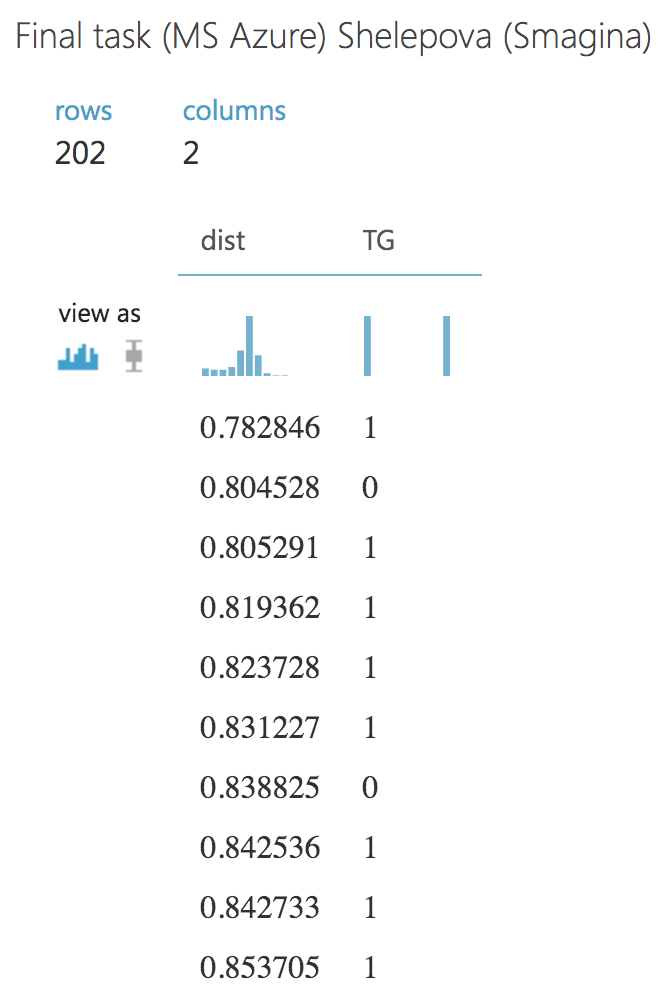 Final task (MS Azure) Shelepova (Smagina)
rows columns
202 2
dist TG
view as
0.782846 1
0.804528 0
0.805291 1
0.819362 1
0.823728 1
0.831227 1
0.838825 0
0.842536 1
0.842733 1
0.853705 1